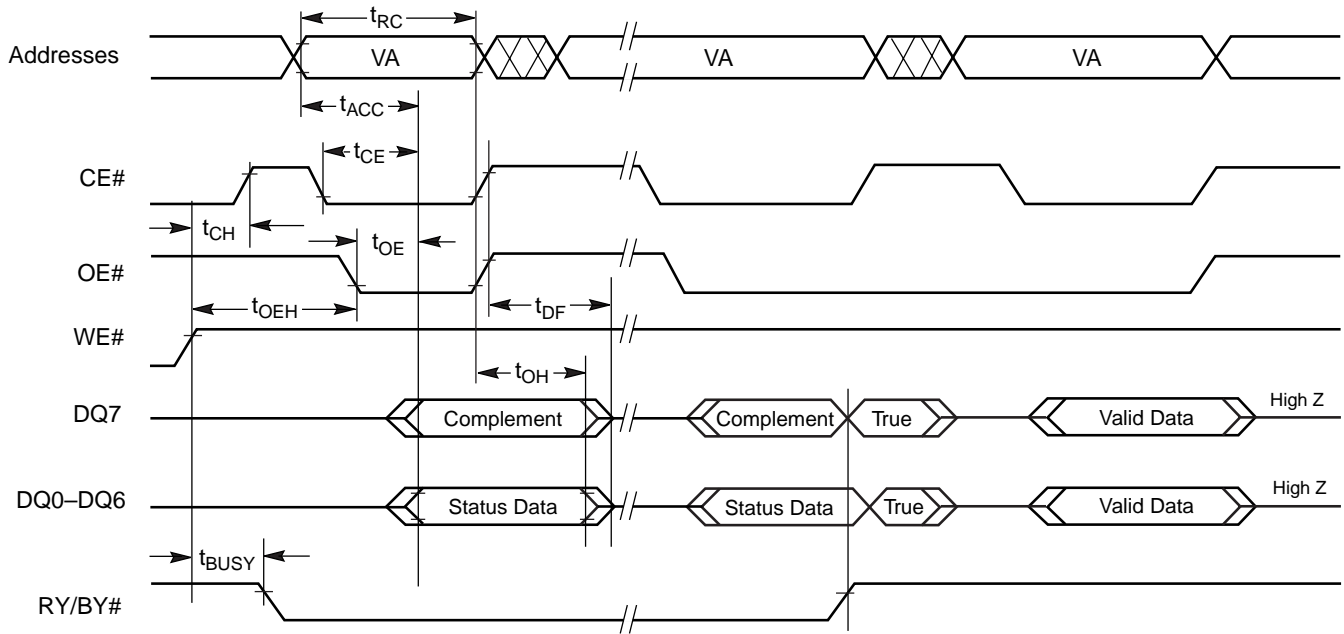 tRC
Addresses VA VA VA
tACC
tCE
CE#
tCH tOE
OE#
tOEH tDF
WE#
tOH
DQ7 Complement Complement True Valid Data High Z
DQ0–DQ6 Status Data Status Data True Valid Data High Z
tBUSY
RY/BY#